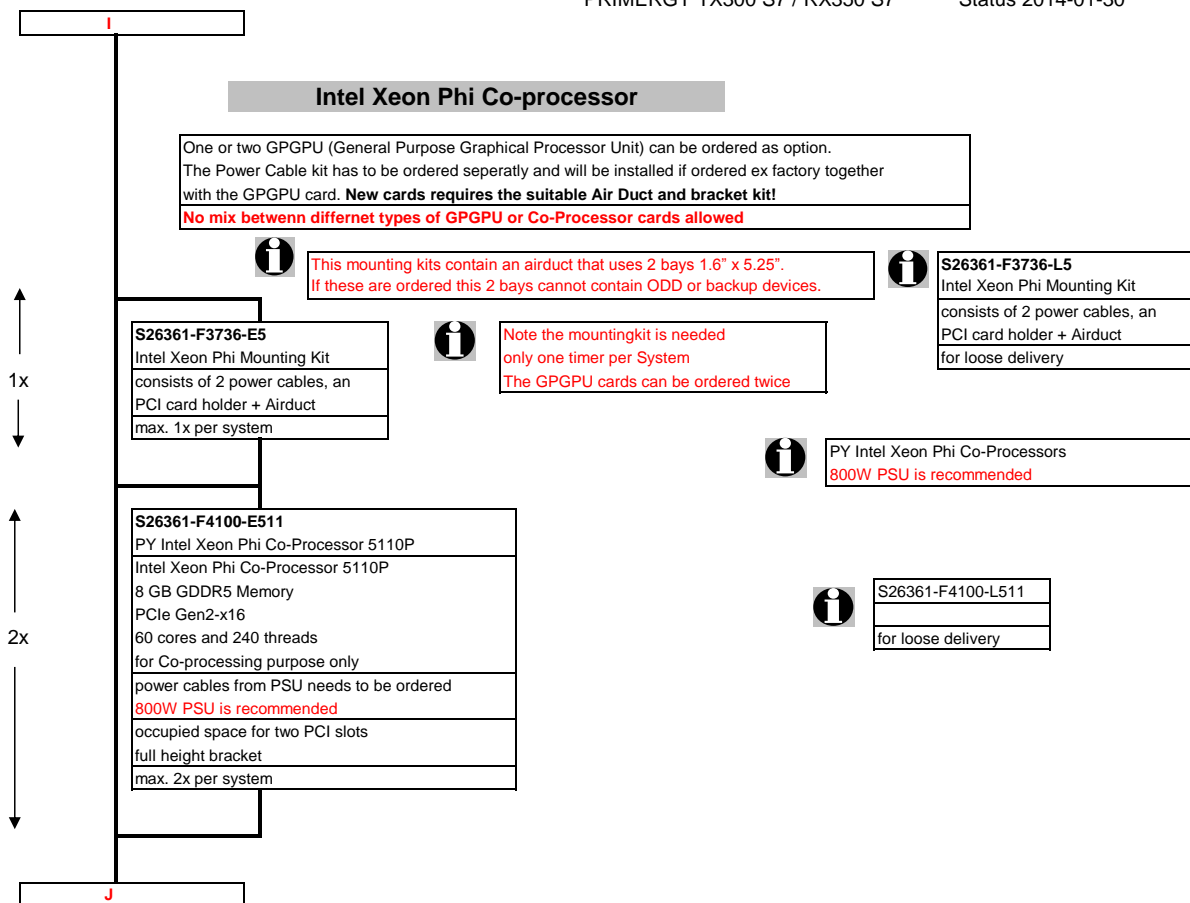 PRIMERGY TX300 S7 / RX350 S7 Status 2014-01-30
I
Intel Xeon Phi Co-processor
One or two GPGPU (General Purpose Graphical Processor Unit) can be ordered as option.
The Power Cable kit has to be ordered seperatly and will be installed if ordered ex factory together
with the GPGPU card. New cards requires the suitable Air Duct and bracket kit!
No mix betwenn differnet types of GPGPU or Co-Processor cards allowed
This mounting kits contain an airduct that uses 2 bays 1.6” x 5.25”.
If these are ordered this 2 bays cannot contain ODD or backup devices.
S26361-F3736-L5
Intel Xeon Phi Mounting Kit
consists of 2 power cables, an
PCI card holder + Airduct
for loose delivery
1x
S26361-F3736-E5
Intel Xeon Phi Mounting Kit
consists of 2 power cables, an
PCI card holder + Airduct
max. 1x per system
Note the mountingkit is needed
only one timer per System
The GPGPU cards can be ordered twice
PY Intel Xeon Phi Co-Processors
800W PSU is recommended
2x
S26361-F4100-E511
PY Intel Xeon Phi Co-Processor 5110P
Intel Xeon Phi Co-Processor 5110P
8 GB GDDR5 Memory
PCIe Gen2-x16
60 cores and 240 threads
for Co-processing purpose only
power cables from PSU needs to be ordered
800W PSU is recommended
occupied space for two PCI slots
full height bracket
max. 2x per system
S26361-F4100-L511
for loose delivery
J